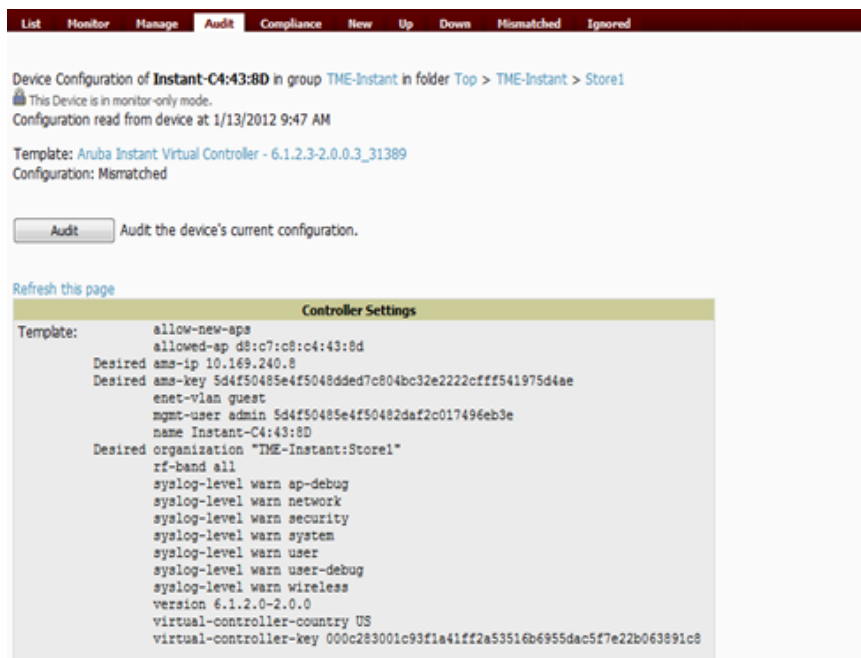 List Monitor Manage Audit Compliance New Up Down Mismatched Ignored
Device Configuration of Instant-C4:43:8D in group TME-Instant in folder Top > TME-Instant > Store1
This Device is in monitor-only mode.
Configuration read from device at 1/13/2012 9:47 AM
Template: Aruba Instant Virtual Controller - 6.1.2.3-2.0.0.3_31389
Configuration: Mismatched
Audit Audit the device's current configuration.
Refresh this page
Controller Settings
Template: allow-new-aps
allowed-ap d8:c7:c8:c4:43:8d
Desired ams-ip 10.169.240.8
Desired ams-key 5d4f50485e4f5048dded7c804bc32e2222cfff541975d4ae
enet-vlan guest
mgmt-user admin 5d4f50485e4f50482daf2c017496eb3e
name Instant-C4:43:8D
Desired organization "TME-Instant:Store1"
rf-band all
syslog-level warn ap-debug
syslog-level warn network
syslog-level warn security
syslog-level warn system
syslog-level warn user
syslog-level warn user-debug
syslog-level warn wireless
version 6.1.2.0-2.0.0
virtual-controller-country US
virtual-controller-key 000c283001c93f1a41ff2a53516b6955dac5f7e22b063891c8